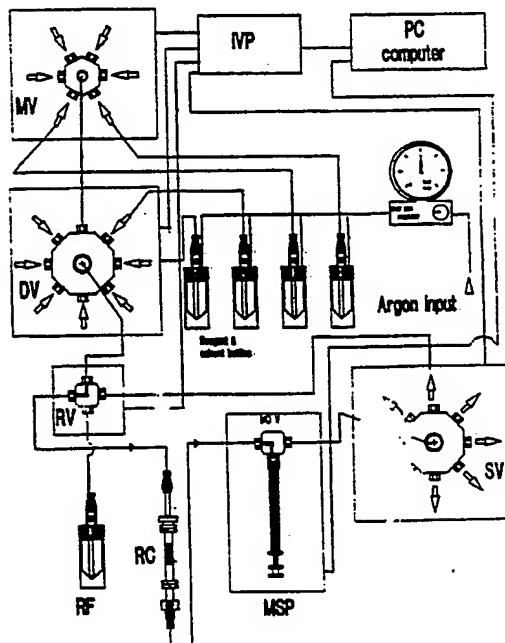 IVP
PC
computer
MV
DV
Argon input
Reagent &
solvent bottles
RV
SV
RC
RF
MSP